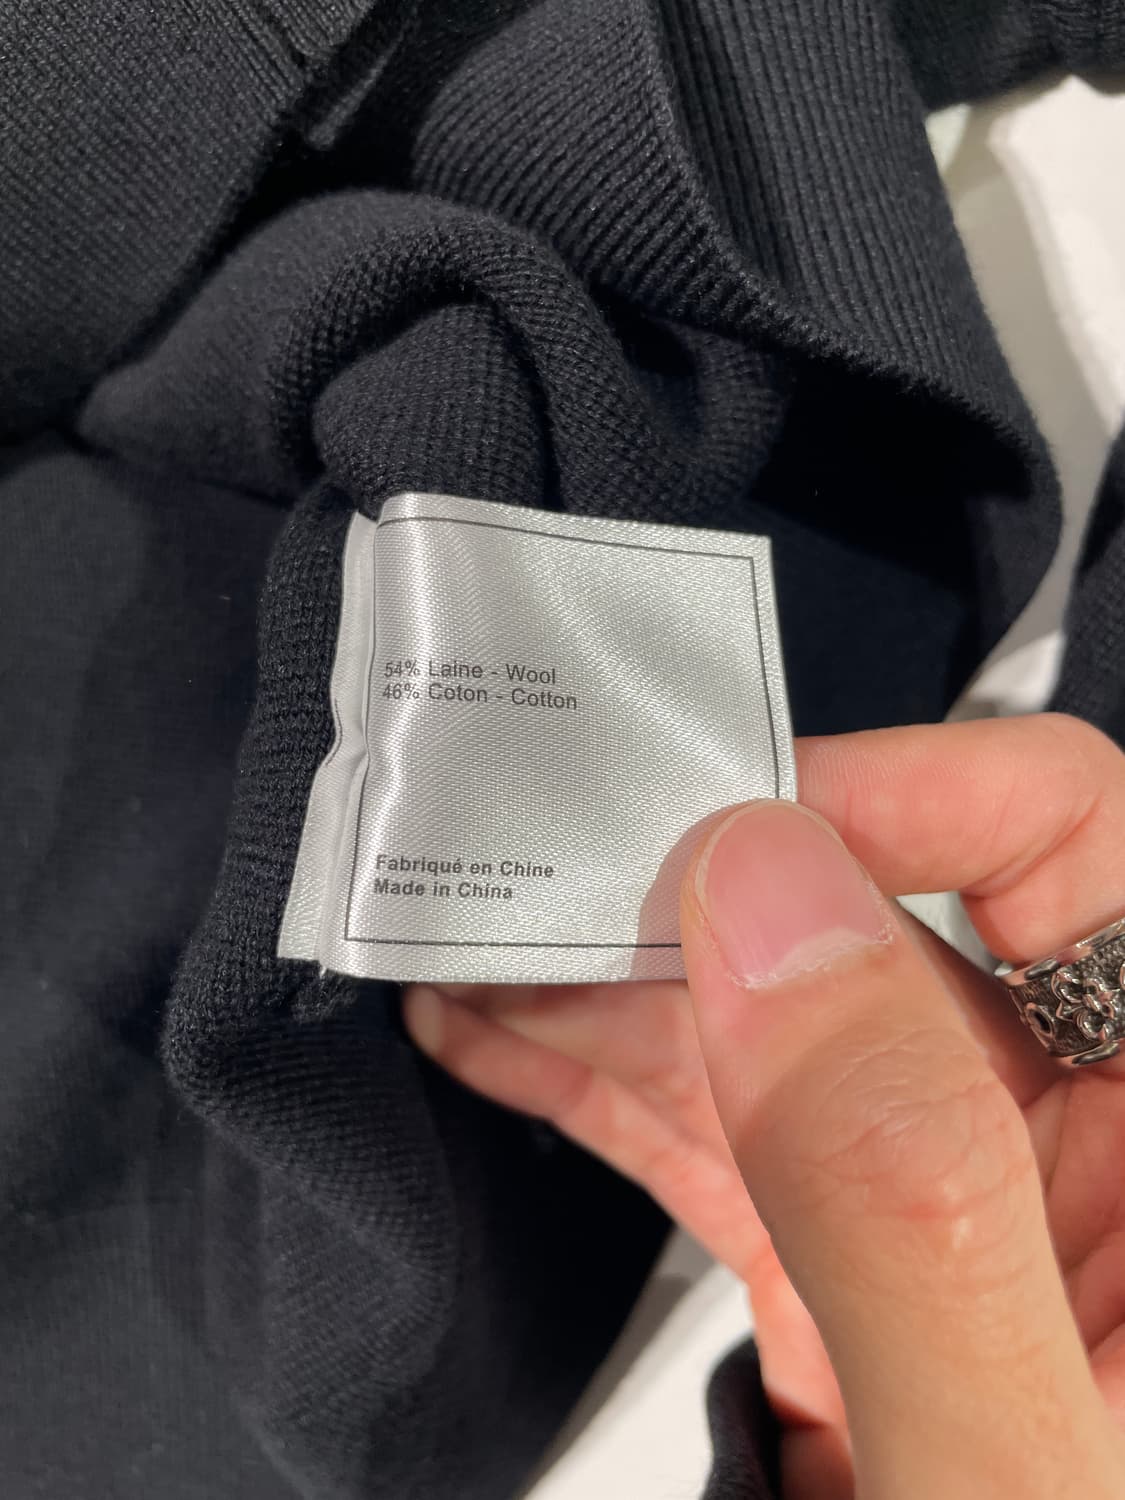 54% Laine - Wool
46% Coton - Cotton
Fabriqué en Chine
Made in China